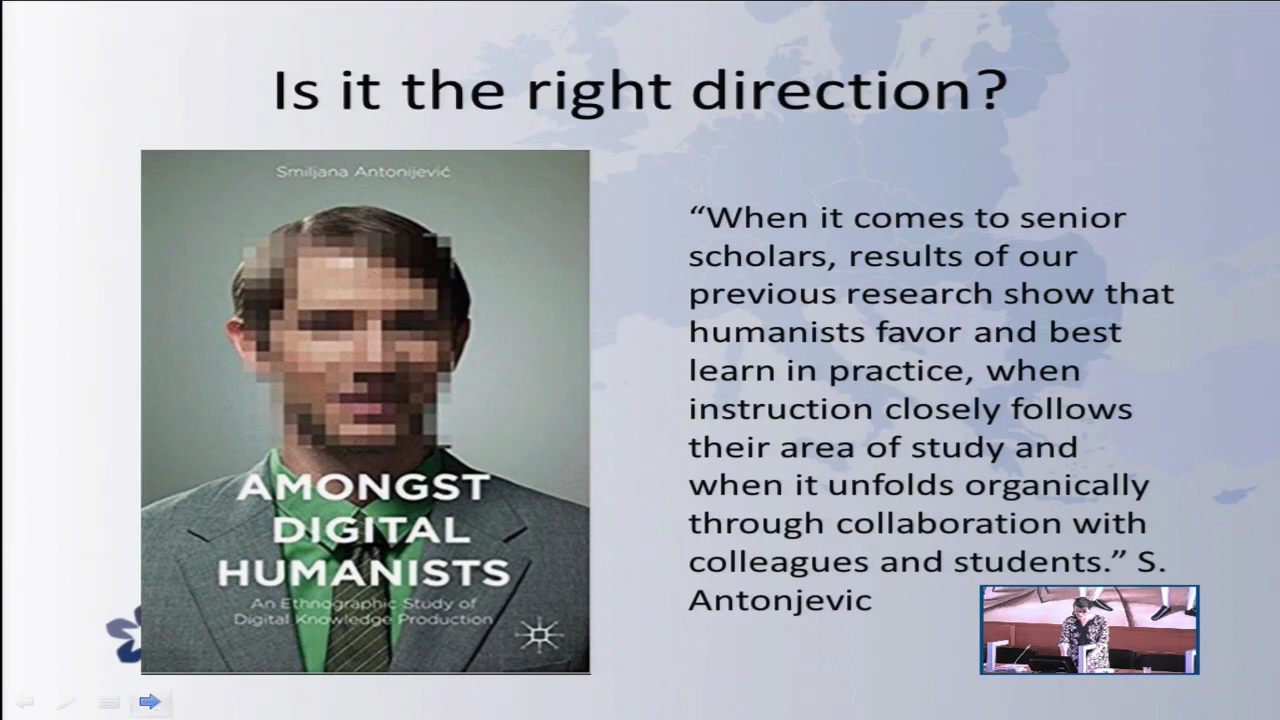 Is it the right direction?
Smiljana Antonijević
AMONGST
DIGITAL
HUMANISTS
An Ethnographic Study of
Digital Knowledge Production
“When it comes to senior
scholars, results of our
previous research show that
humanists favor and best
learn in practice, when
instruction closely follows
their area of study and
when it unfolds organically
through collaboration with
colleagues and students.” S.
Antonjevic